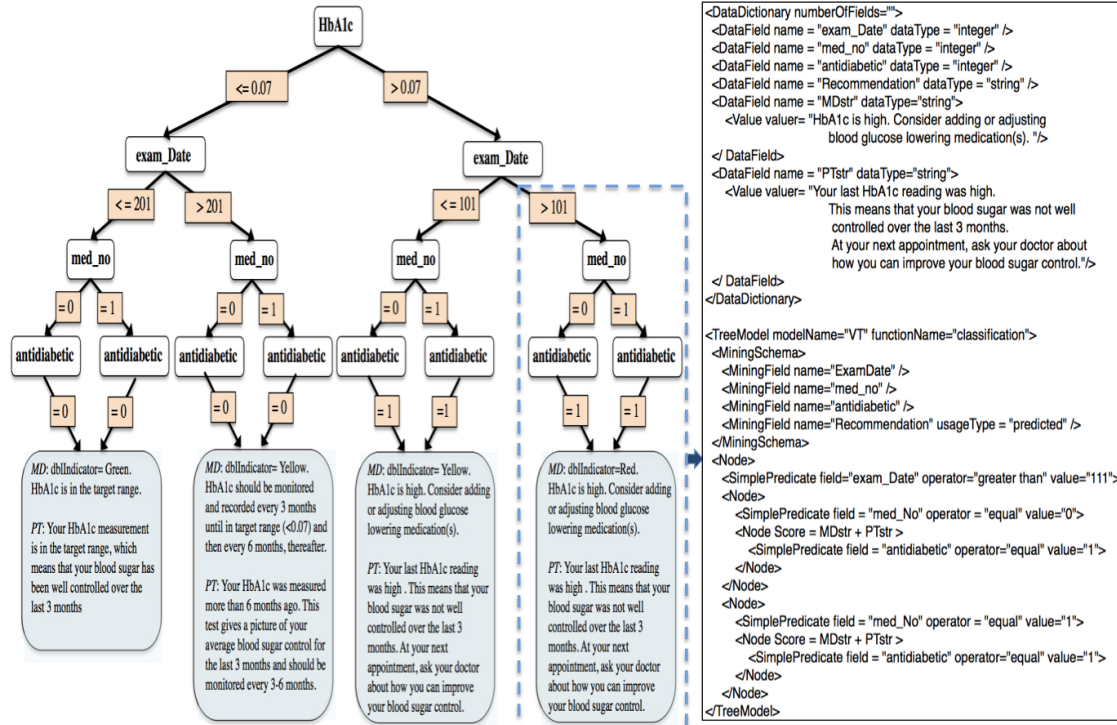 HbA1c
<= 0.07
> 0.07
exam_Date
exam_Date
< = 201
> 201
<= 101
> 101
med_no
med_no
med_no
med_no
= 0
= 1
= 0
= 1
= 0
= 1
= 0
= 1
antidiabetic
antidiabetic
antidiabetic
antidiabetic
antidiabetic
antidiabetic
antidiabetic
antidiabetic
= 0
= 0
= 0
= 0
= 1
= 1
= 1
= 1
MD: dblIndicator= Green.
HbA1c is in the target range.
PT: Your HbA1c measurement
is in the target range, which
means that your blood sugar has
been well controlled over the
last 3 months
MD: dblIndicator= Yellow.
HbA1c should be monitored
and recorded every 3 months
until in target range (<0.07) and
then every 6 months, thereafter.
PT: Your HbA1c was measured
more than 6 months ago. This
test gives a picture of your
average blood sugar control for
the last 3 months and should be
monitored every 3-6 months.
MD: dblIndicator= Yellow.
HbA1c is high. Consider adding
or adjusting blood glucose
lowering medication(s).
PT: Your last HbA1c reading
was high . This means that your
blood sugar was not well
controlled over the last 3
months. At your next
appointment, ask your doctor
about how you can improve
your blood sugar control.
MD: dblIndicator=Red.
HbA1c is high. Consider adding
or adjusting blood glucose
lowering medication(s).
PT: Your last HbA1c reading
was high . This means that your
blood sugar was not well
controlled over the last 3
months. At your next
appointment, ask your doctor
about how you can improve
your blood sugar control.
<DataDictionary numberOfFields="">
<DataField name = "exam_Date" dataType = "integer" />
<DataField name = "med_no" dataType = "integer" />
<DataField name = "antidiabetic" dataType = "integer" />
<DataField name = "Recommendation" dataType = "string" />
<DataField name = "MDstr" dataType="string">
<Value valuer= "HbA1c is high. Consider adding or adjusting
blood glucose lowering medication(s). "/>
</ DataField>
<DataField name = "PTstr" dataType="string">
<Value valuer= "Your last HbA1c reading was high.
This means that your blood sugar was not well
controlled over the last 3 months.
At your next appointment, ask your doctor about
how you can improve your blood sugar control."/>
</ DataField>
</DataDictionary>
<TreeModel modelName="VT" functionName="classification">
<MiningSchema>
<MiningField name="ExamDate" />
<MiningField name="med_no" />
<MiningField name="antidiabetic" />
<MiningField name="Recommendation" usageType = "predicted" />
</MiningSchema>
<Node>
<SimplePredicate field="exam_Date" operator="greater than" value="111">
<Node>
<SimplePredicate field = "med_No" operator = "equal" value="0">
<Node Score = MDstr + PTstr >
<SimplePredicate field = "antidiabetic" operator="equal" value="1">
</Node>
</Node>
<Node>
<SimplePredicate field = "med_No" operator = "equal" value="1">
<Node Score = MDstr + PTstr >
<SimplePredicate field = "antidiabetic" operator="equal" value="1">
</Node>
</Node>
</TreeModel>